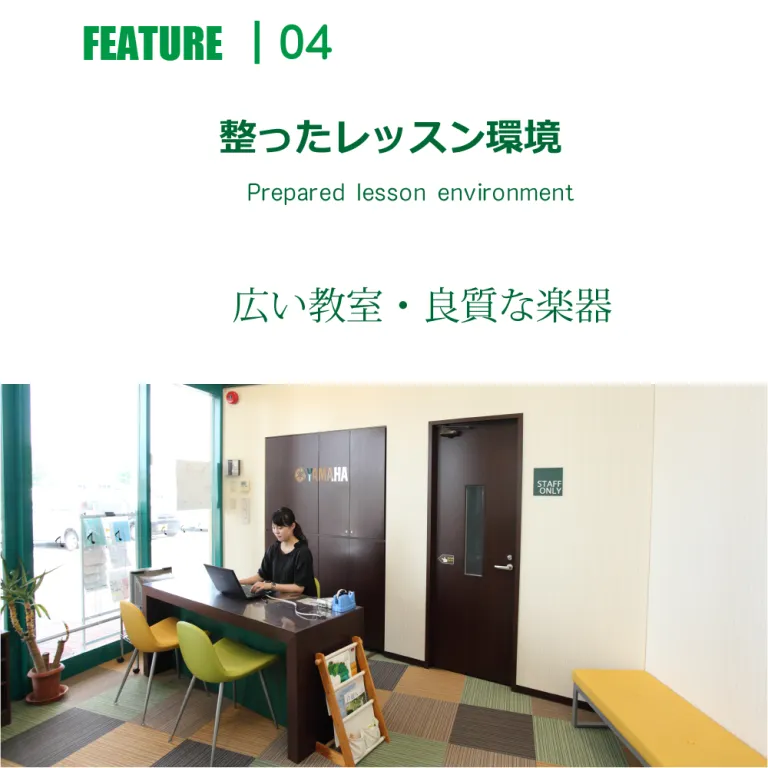 FEATURE | 04
整ったレッスン環境
Prepared lesson environment
広い教室・良質な楽器
YAMAHA
STAFF
ONLY